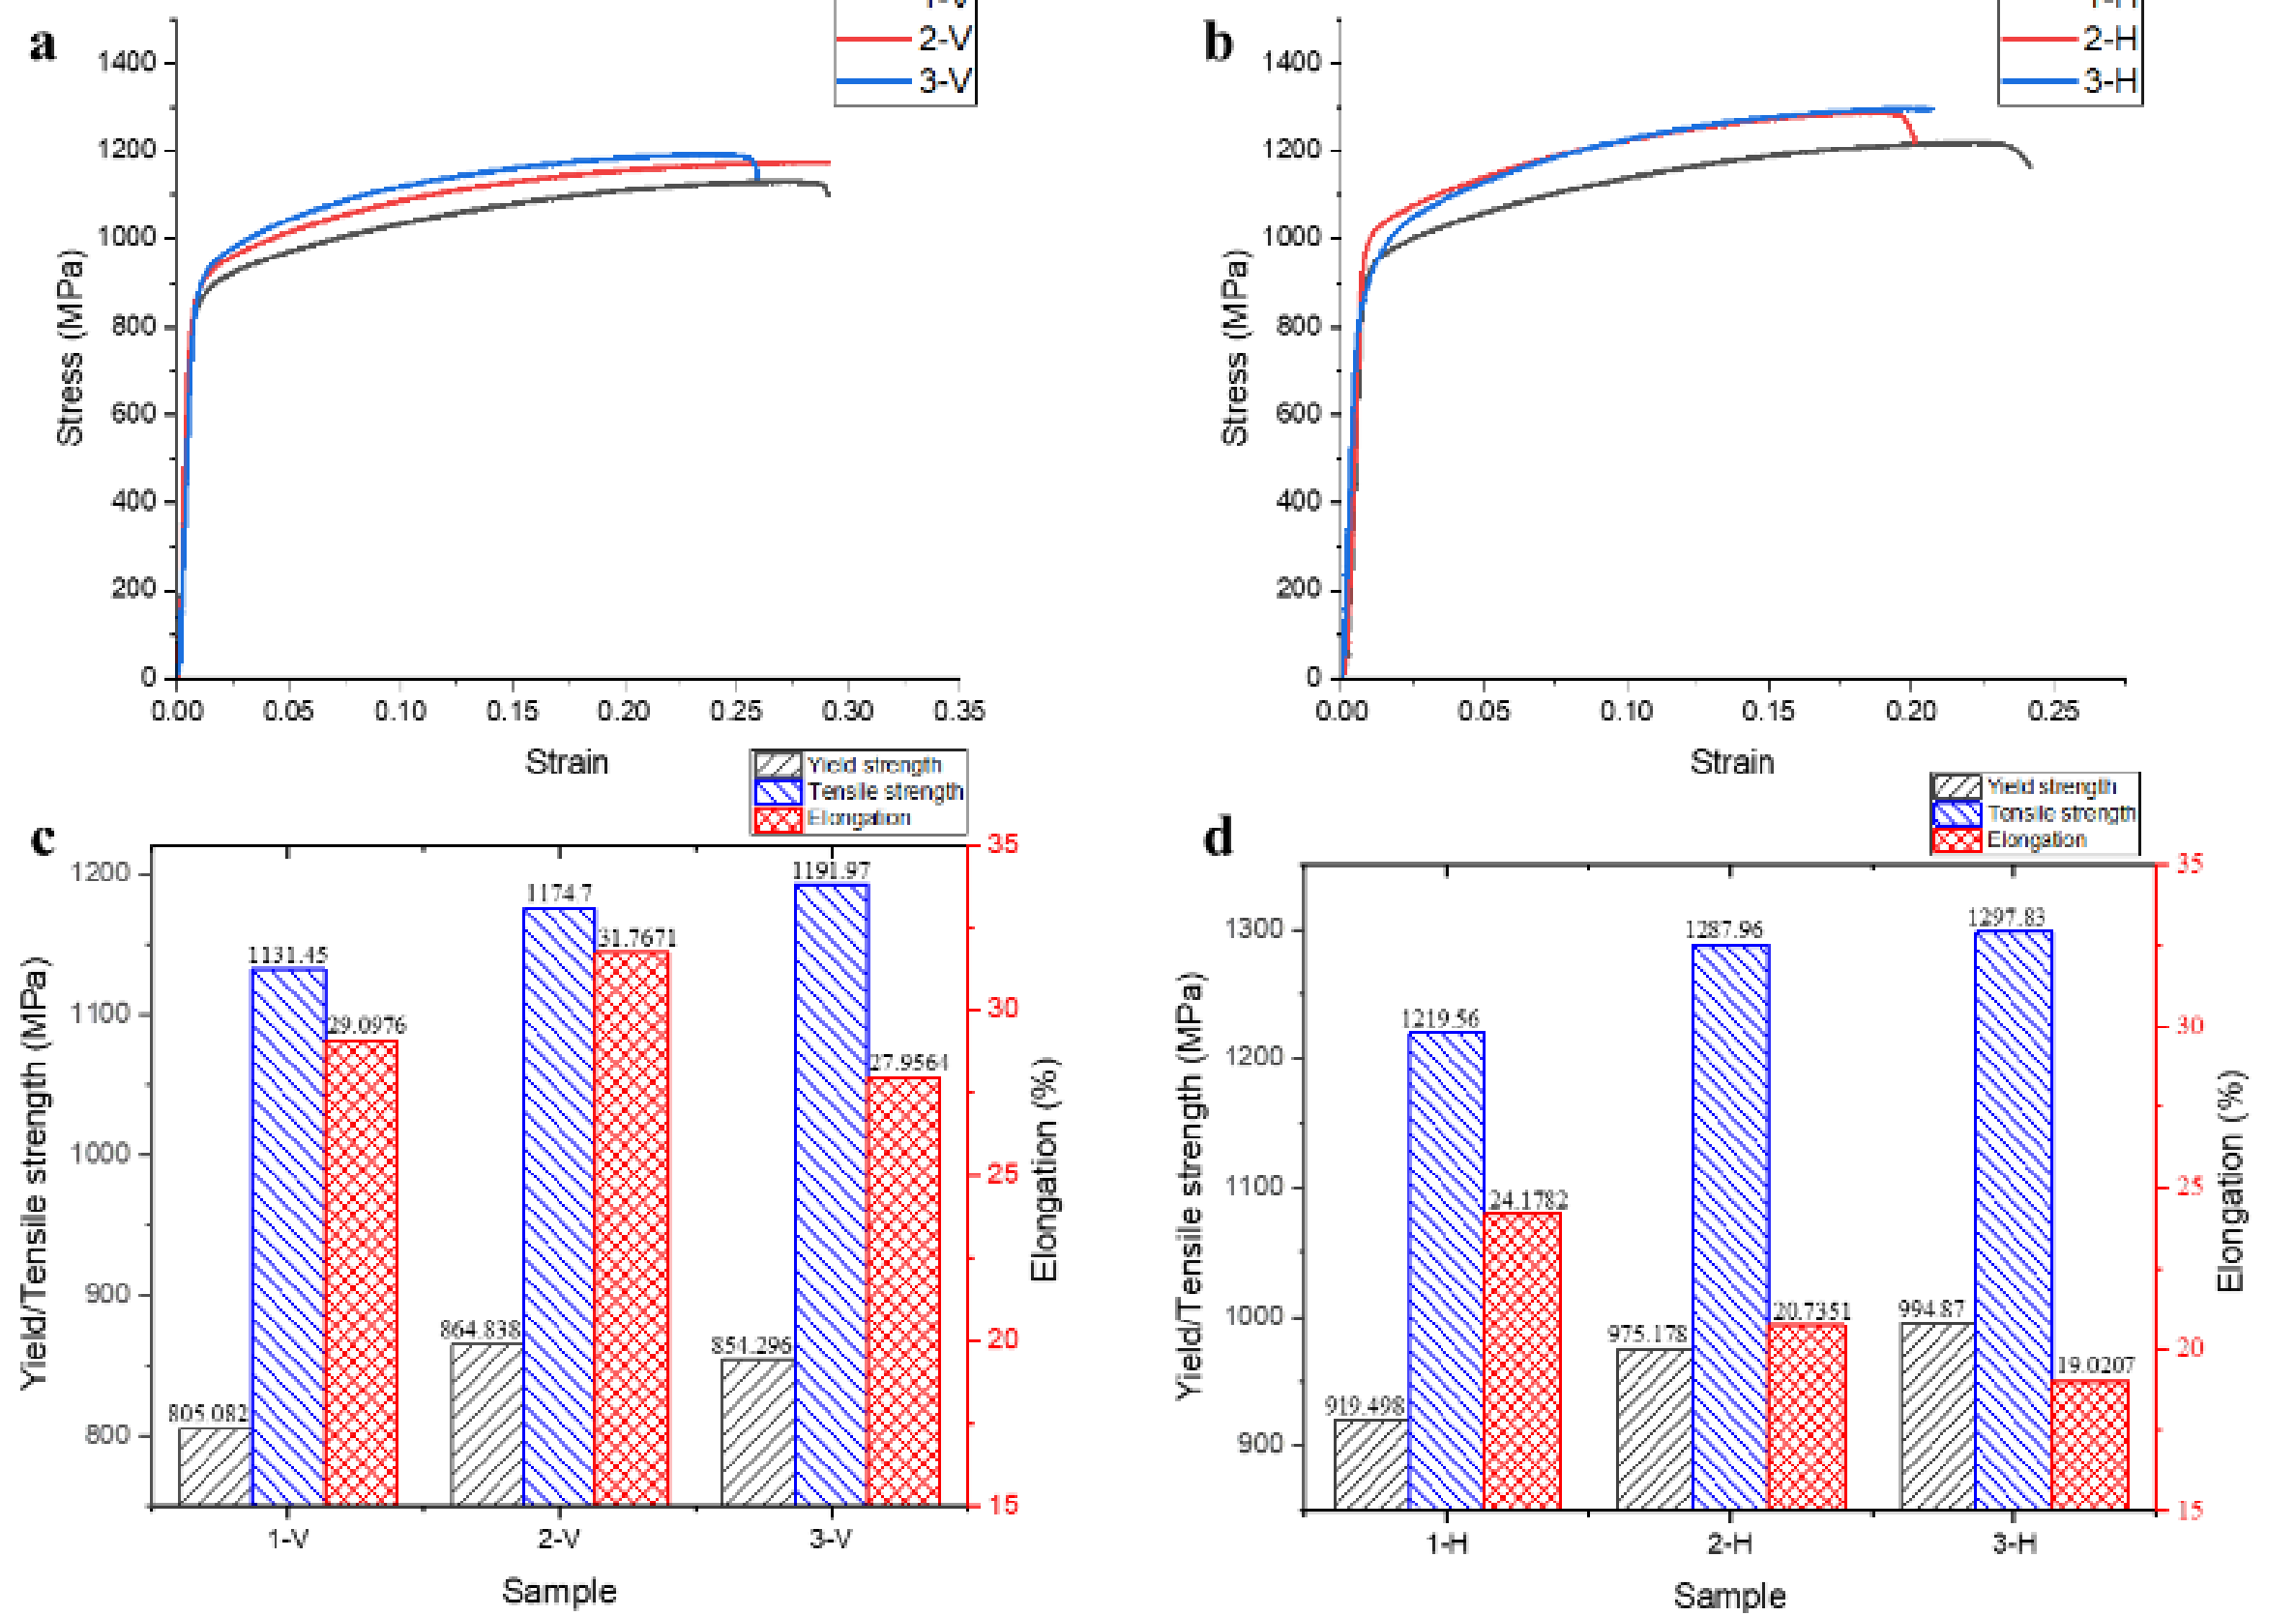 a
2-V
3-V
1400
1200
1000
800
600
400
200
0
Stress (MPa)
0.00 0.05 0.10 0.15 0.20 0.25 0.30 0.35
Strain
b
2-H
3-H
1400
1200
1000
800
600
400
200
0
Stress (MPa)
0.00 0.05 0.10 0.15 0.20 0.25
Strain
c
Yield strength
Tensile strength
Elongation
1200
1100
1000
900
800
Yield/Tensile strength (MPa)
805.082 1131.45 29.0976
864.838 1174.7 31.7671
854.296 1191.97 27.9564
35
30
25
20
15
Elongation (%)
1-V 2-V 3-V
Sample
d
Yield strength
Tensile strength
Elongation
1300
1200
1100
1000
900
Yield/Tensile strength (MPa)
919.498 1219.56 24.1782
975.178 1287.96 20.7351
994.87 1297.83 19.0207
35
30
25
20
15
Elongation (%)
1-H 2-H 3-H
Sample